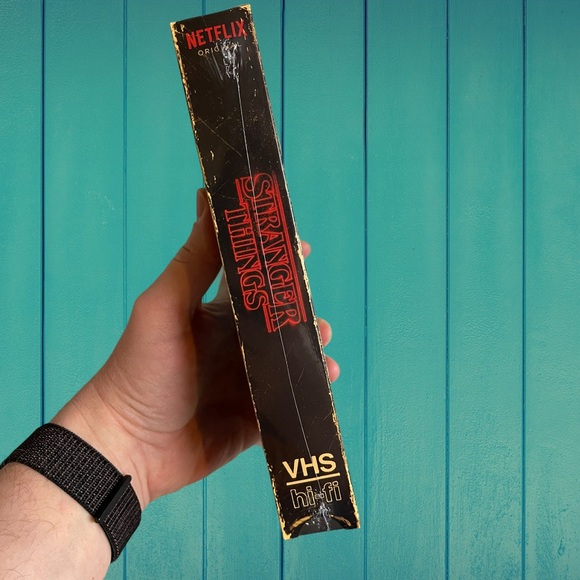 NETFLIX
ORIGINAL
STRANGER
THINGS
VHS
hi-fi